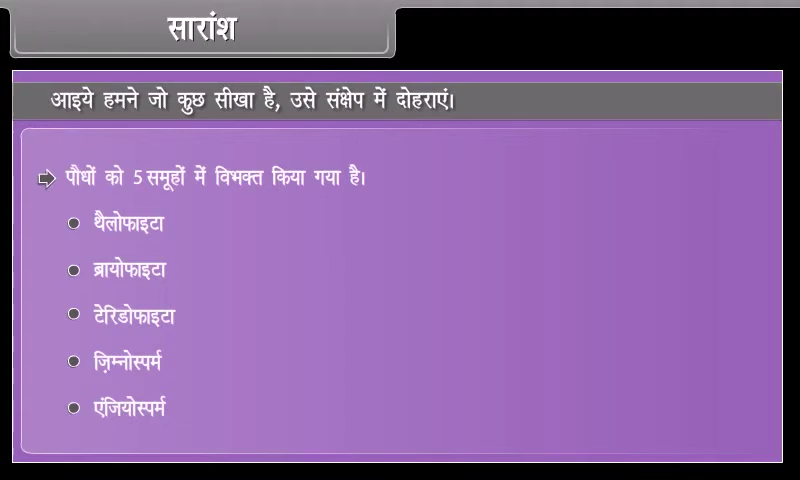 सारांश
आइये हमने जो कुछ सीखा है, उसे संक्षेप में दोहराएं।
पौधों को 5 समूहों में विभक्त किया गया है।
थैलोफाइटा
ब्रायोफाइटा
टेरिडोफाइटा
ज़िम्नोस्पर्म
एंजियोस्पर्म